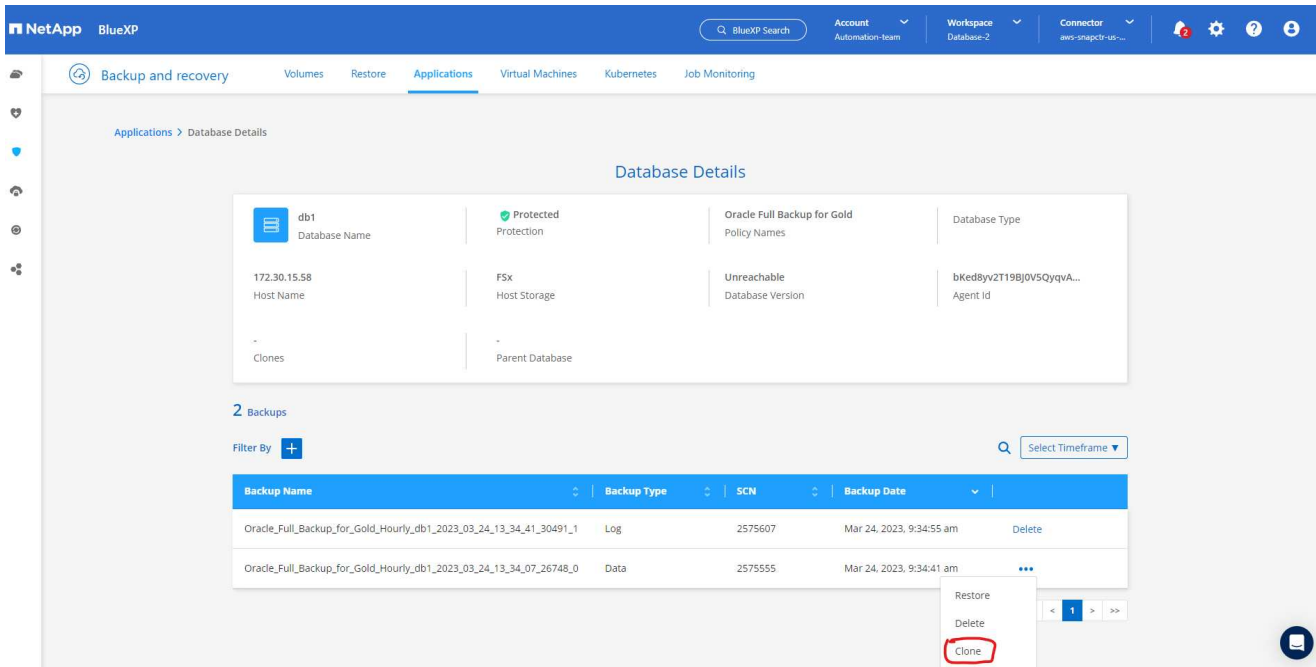 NetApp BlueXP BlueXP Search Account Automation-team Workspace Database-2 Connector aws-snapctr-us-... 2
Backup and recovery Volumes Restore Applications Virtual Machines Kubernetes Job Monitoring
Applications > Database Details
Database Details
db1 Protected Oracle Full Backup for Gold Database Type
Database Name Protection Policy Names
172.30.15.58 FSx Unreachable bKed8yv2T19BJ0V5QyqvA...
Host Name Host Storage Database Version Agent Id
- -
Clones Parent Database
2 Backups
Filter By + Select Timeframe
Backup Name Backup Type SCN Backup Date
Oracle_Full_Backup_for_Gold_Hourly_db1_2023_03_24_13_34_41_30491_1 Log 2575607 Mar 24, 2023, 9:34:55 am Delete
Oracle_Full_Backup_for_Gold_Hourly_db1_2023_03_24_13_34_07_26748_0 Data 2575555 Mar 24, 2023, 9:34:41 am •••
Restore
< 1 > >>
Delete
Clone